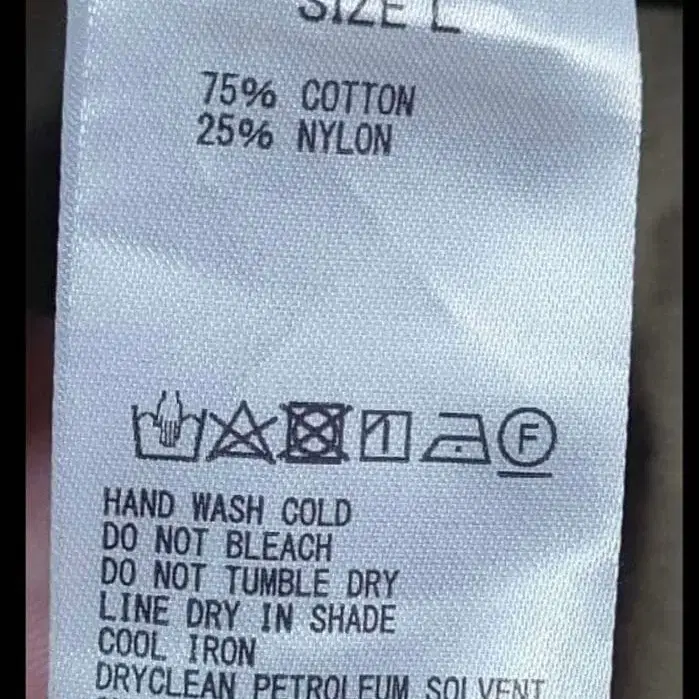 SIZE L
75% COTTON
25% NYLON
F
HAND WASH COLD
DO NOT BLEACH
DO NOT TUMBLE DRY
LINE DRY IN SHADE
COOL IRON
DRYCLEAN PETROLEUM SOLVENT